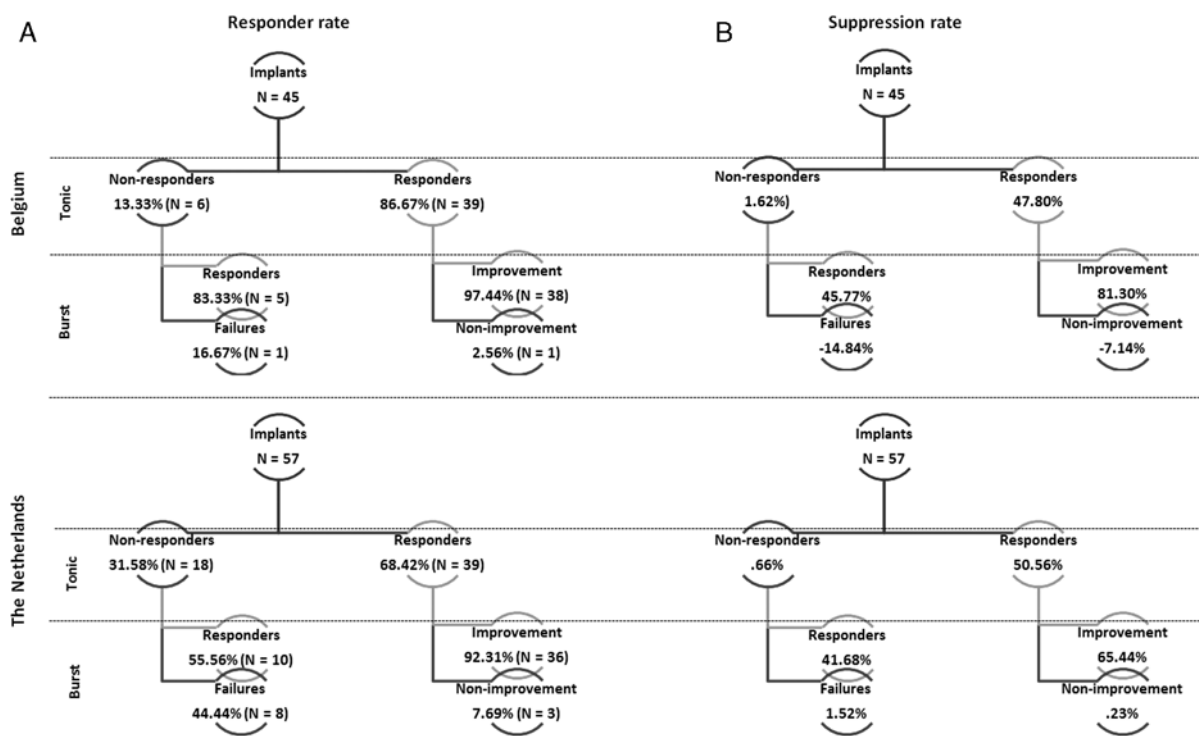 A
Responder rate
B
Suppression rate
Belgium
Implants
N = 45
Implants
N = 45
Tonic
Non-responders
13.33% (N = 6)
Responders
86.67% (N = 39)
Non-responders
1.62%)
Responders
47.80%
Burst
Responders
83.33% (N = 5)
Failures
16.67% (N = 1)
Improvement
97.44% (N = 38)
Non-improvement
2.56% (N = 1)
Responders
45.77%
Failures
-14.84%
Improvement
81.30%
Non-improvement
-7.14%
The Netherlands
Implants
N = 57
Implants
N = 57
Tonic
Non-responders
31.58% (N = 18)
Responders
68.42% (N = 39)
Non-responders
.66%
Responders
50.56%
Burst
Responders
55.56% (N = 10)
Failures
44.44% (N = 8)
Improvement
92.31% (N = 36)
Non-improvement
7.69% (N = 3)
Responders
41.68%
Failures
1.52%
Improvement
65.44%
Non-improvement
.23%